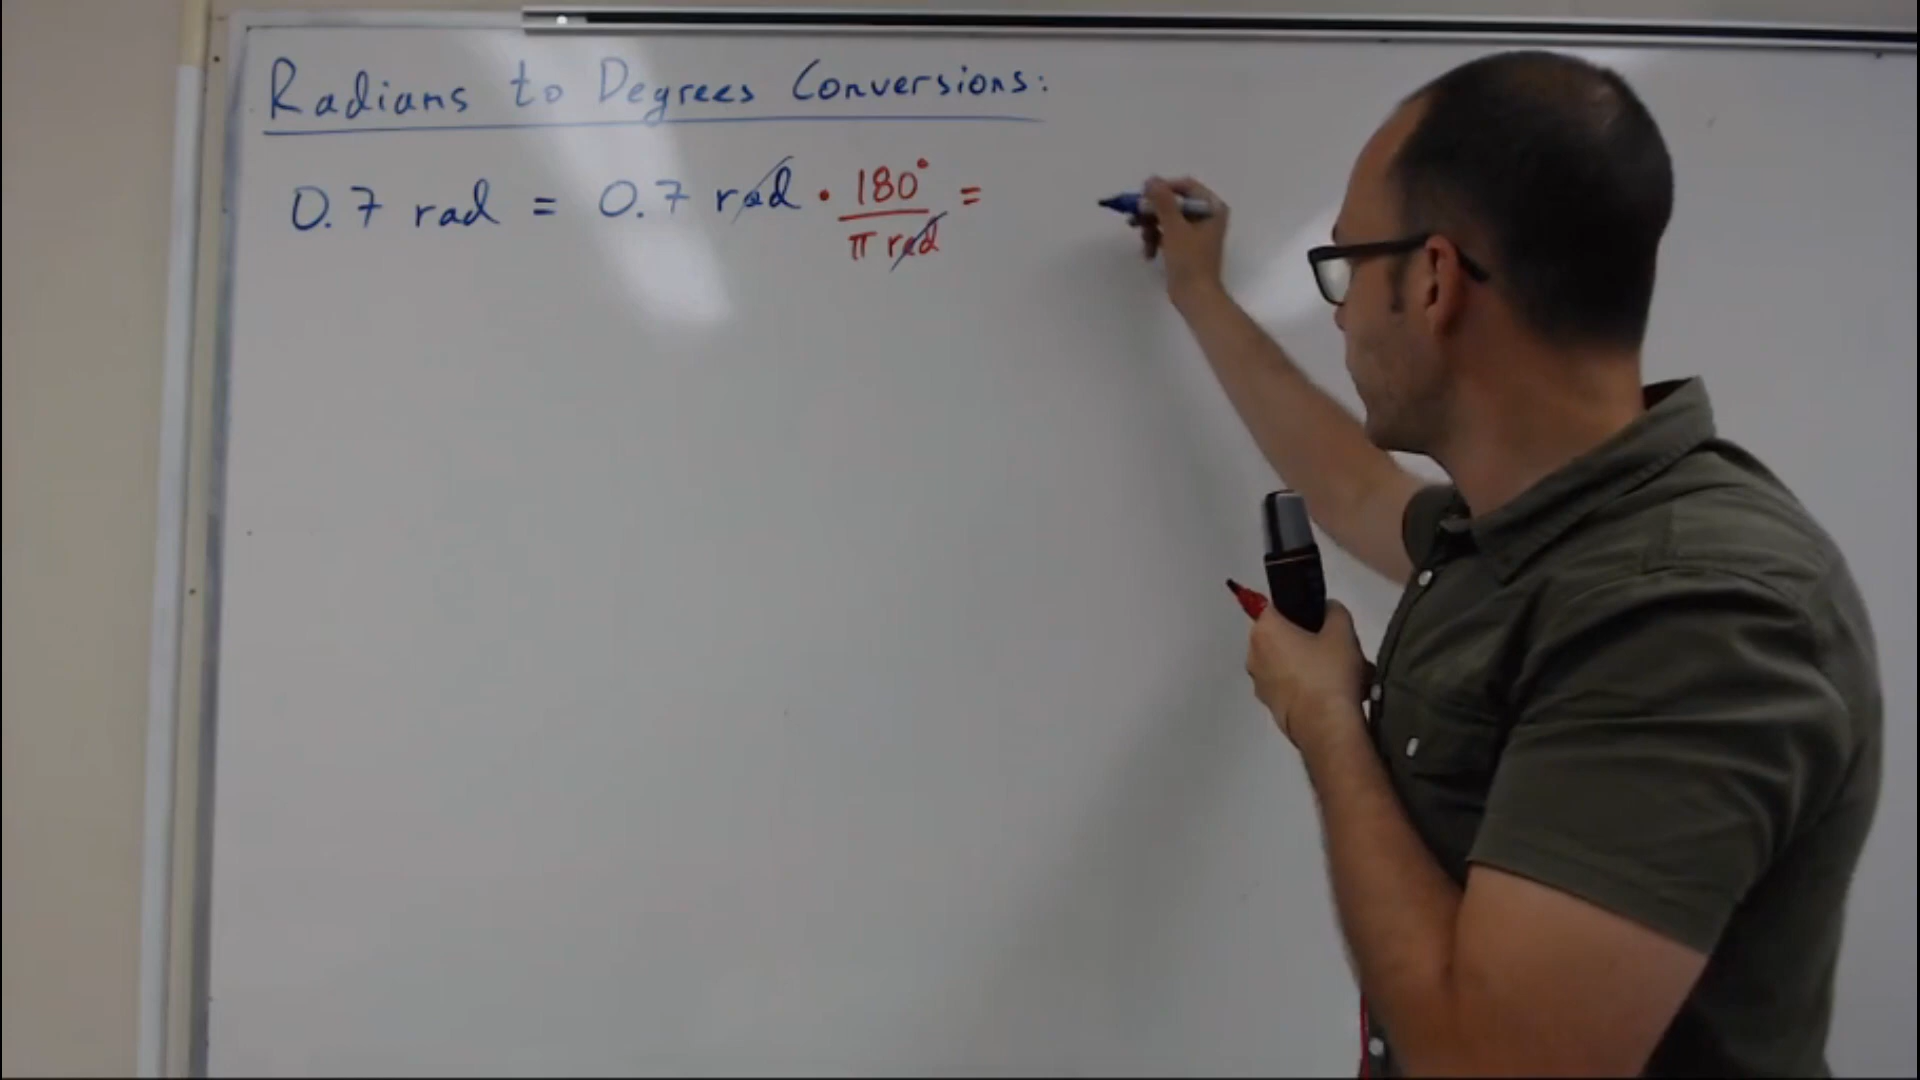 Radians to Degrees Conversions:
0.7 rad = 0.7 rad · 180° / π rad =